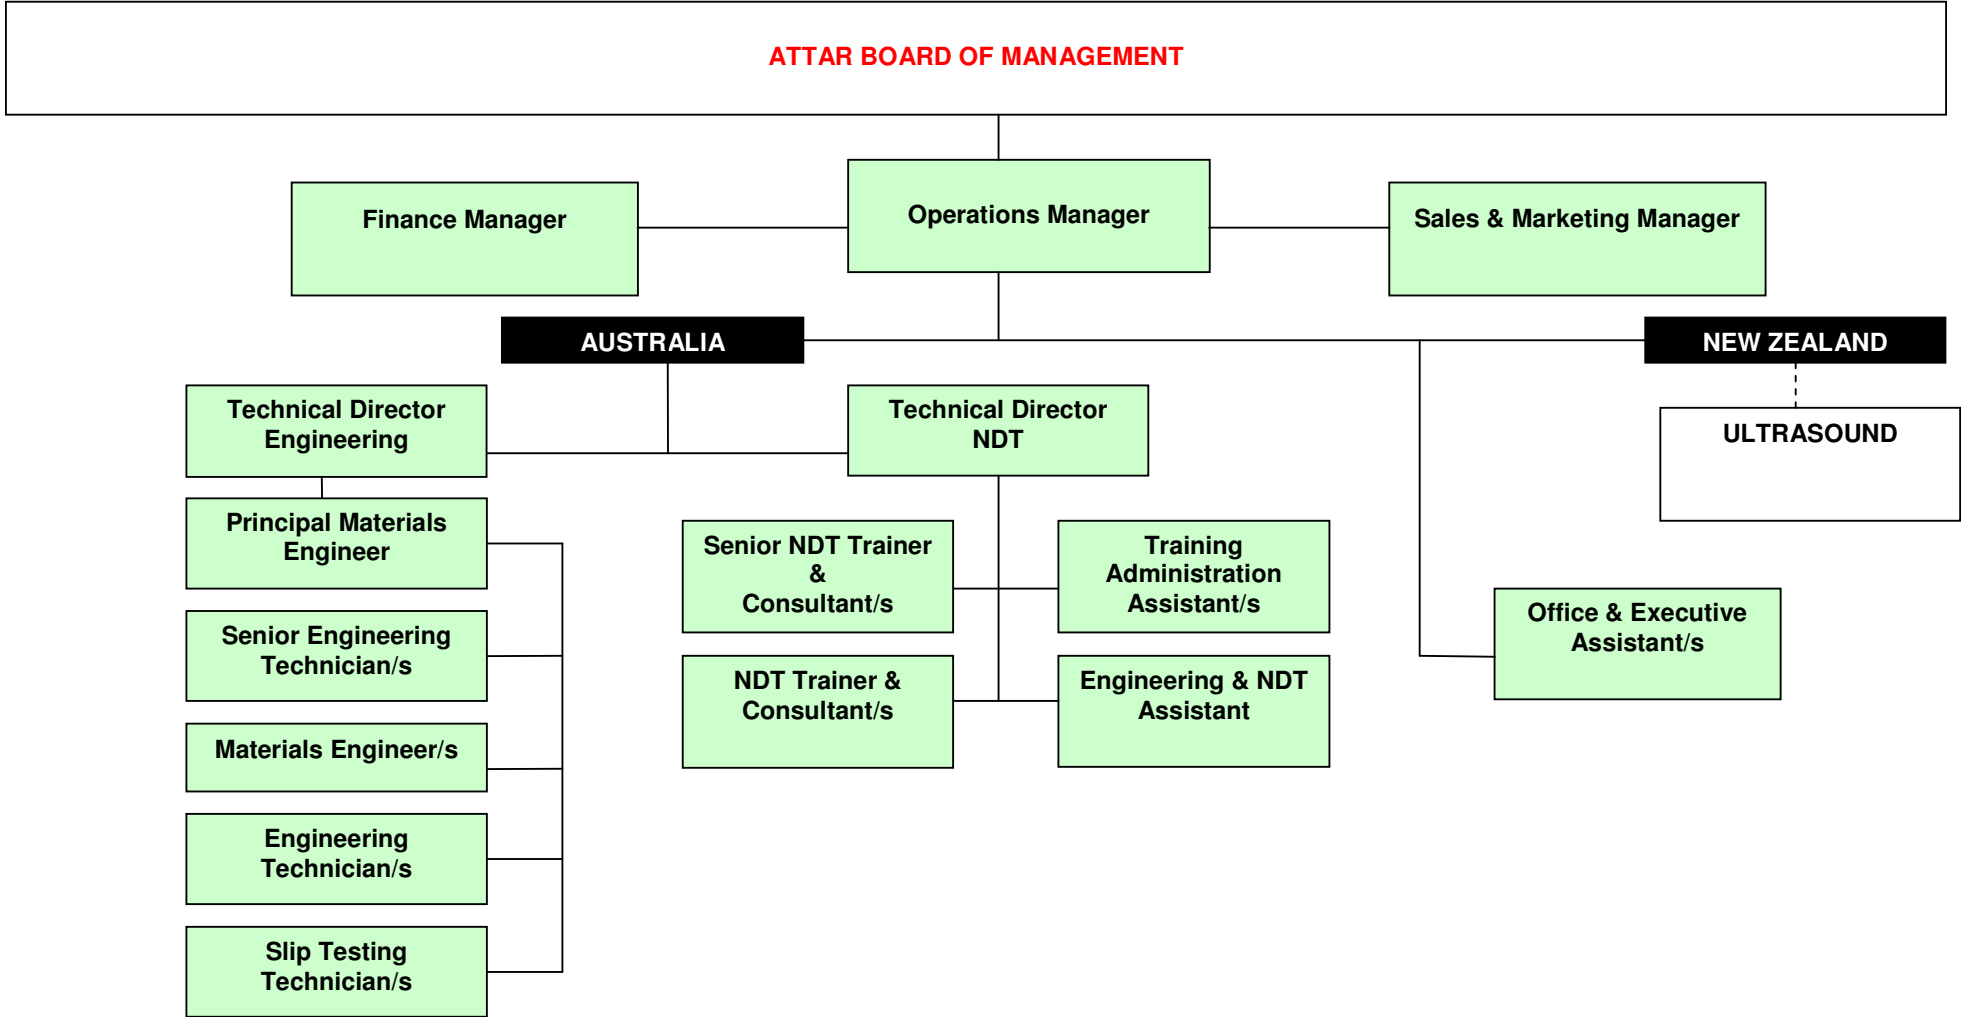 ATTAR BOARD OF MANAGEMENT
Finance Manager
Operations Manager
Sales & Marketing Manager
AUSTRALIA
NEW ZEALAND
Technical Director
Engineering
Technical Director
NDT
ULTRASOUND
Principal Materials
Engineer
Senior NDT Trainer
&
Consultant/s
Training
Administration
Assistant/s
Office & Executive
Assistant/s
Senior Engineering
Technician/s
NDT Trainer &
Consultant/s
Engineering & NDT
Assistant
Materials Engineer/s
Engineering
Technician/s
Slip Testing
Technician/s